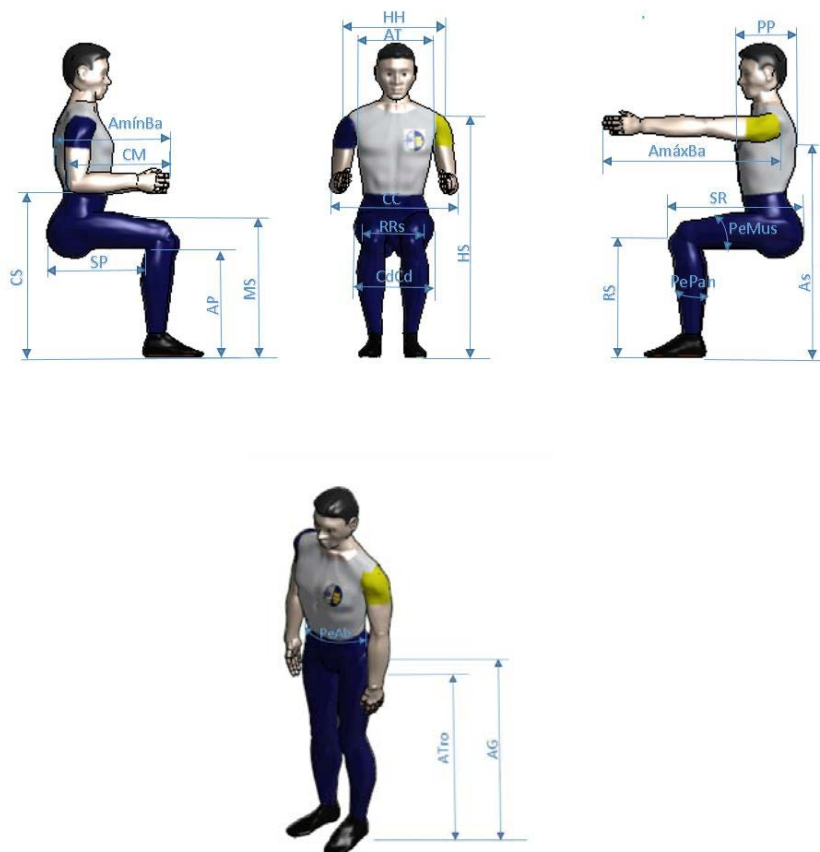 AmínBa
CM
CS
SP
AP
MS
HH
AT
CC
RRs
CdCd
HS
PP
AmáxBa
SR
PeMus
PePan
RS
As
PeAb
ATro
AG